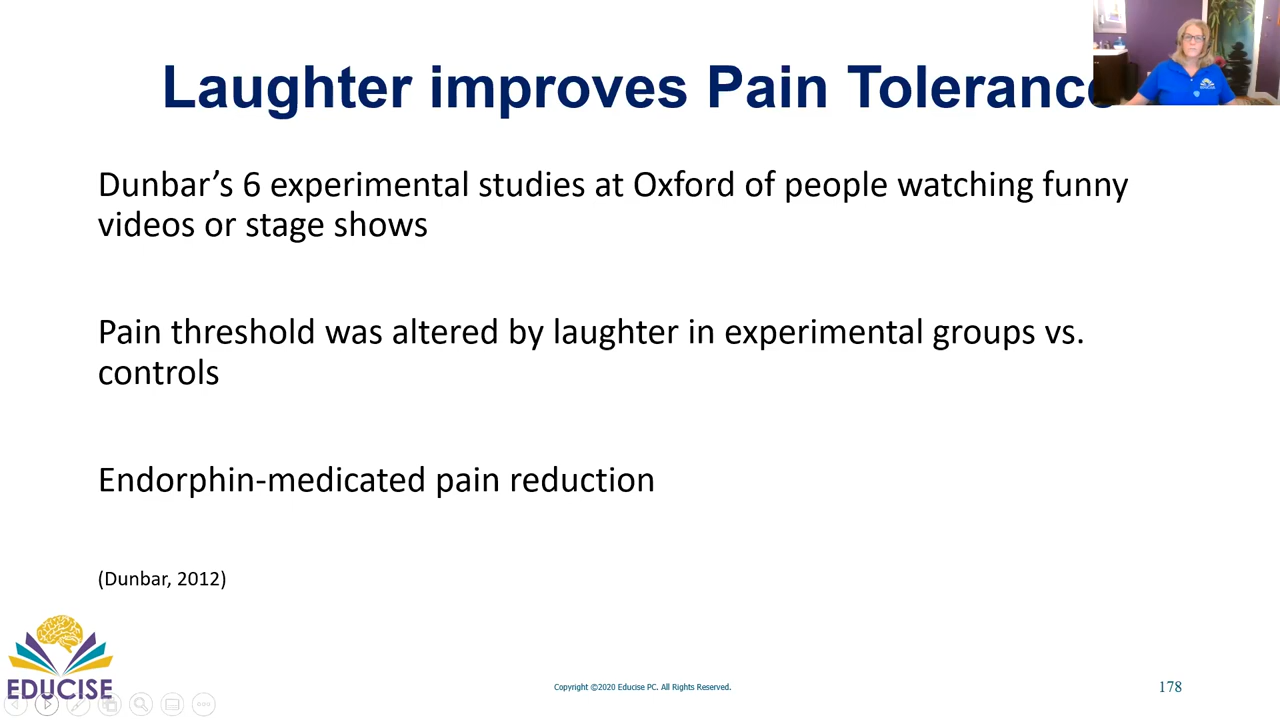 Laughter improves Pain Tolerance
Dunbar’s 6 experimental studies at Oxford of people watching funny
videos or stage shows
Pain threshold was altered by laughter in experimental groups vs.
controls
Endorphin-medicated pain reduction
(Dunbar, 2012)
EDUCISE
Copyright ©2020 Educise PC. All Rights Reserved.
178